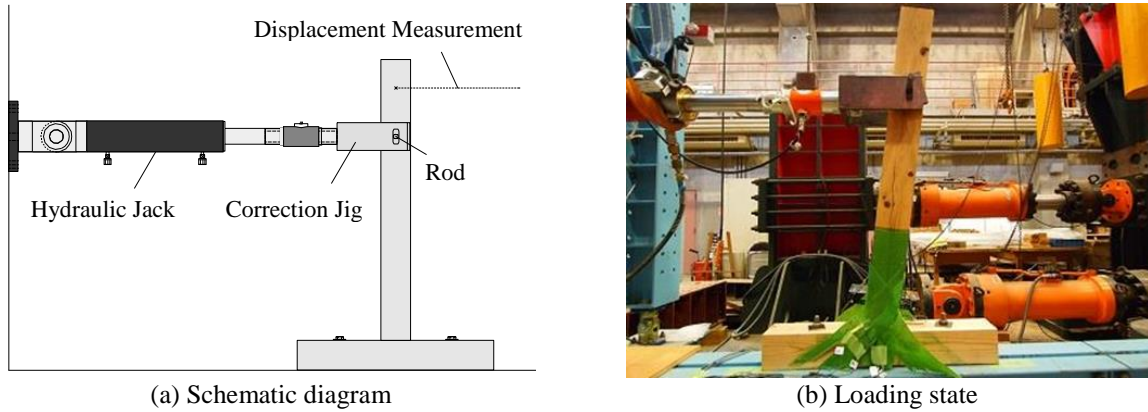 Displacement Measurement
Rod
Hydraulic Jack
Correction Jig
(a) Schematic diagram
(b) Loading state